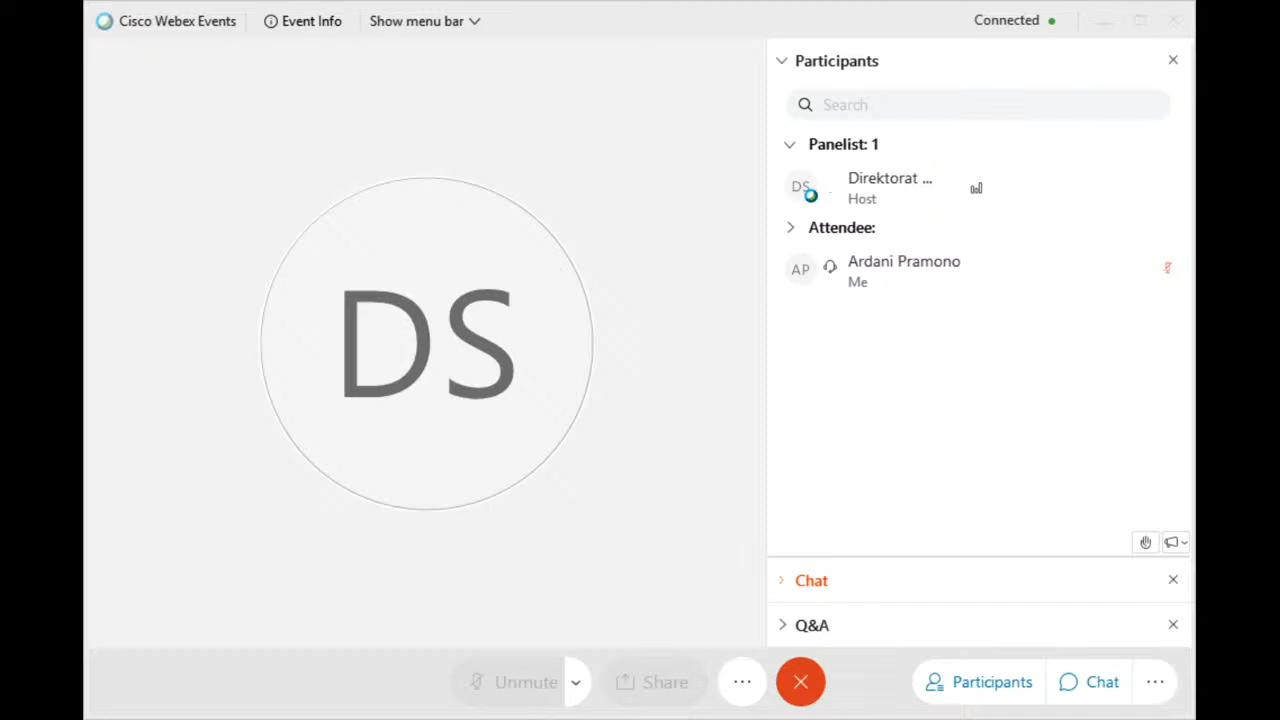 Cisco Webex Events
Event Info
Show menu bar
Connected
Participants
Search
Panelist: 1
DS
Direktorat ...
Host
Attendee:
AP
Ardani Pramono
Me
DS
Chat
Q&A
Unmute
Share
Participants
Chat